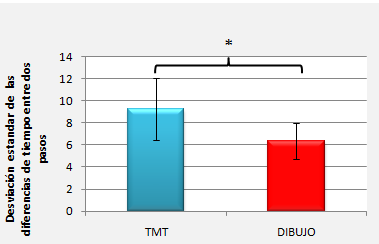 *
Desviación estandar de las
diferencias de tiempo entre dos
pasos
14
12
10
8
6
4
2
0
TMT
DIBUJO